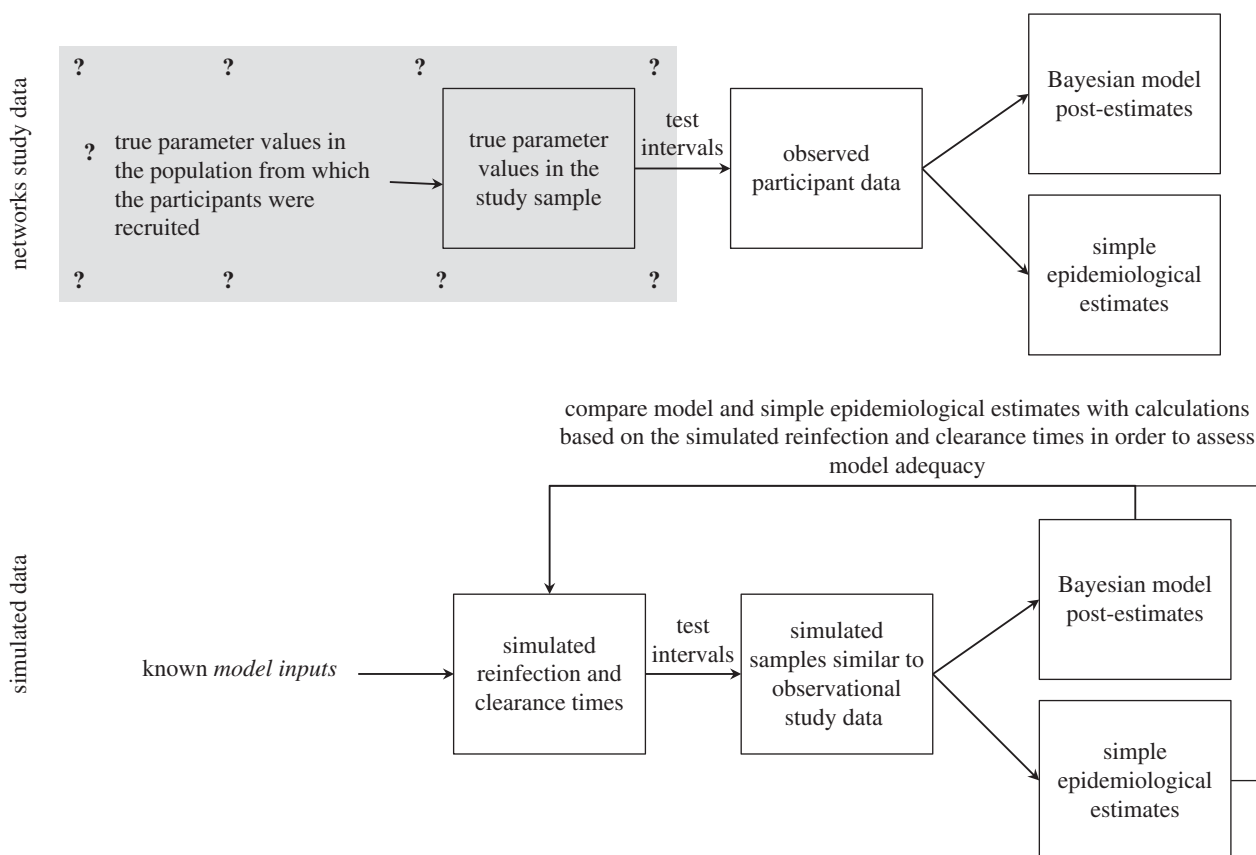 networks study data
? ? ? ?
?
true parameter values in
the population from which
the participants were
recruited
? ? ? ?
true parameter
values in the
study sample
test
intervals
observed
participant data
Bayesian model
post-estimates
simple
epidemiological
estimates
compare model and simple epidemiological estimates with calculations
based on the simulated reinfection and clearance times in order to assess
model adequacy
simulated data
known model inputs
simulated
reinfection and
clearance times
test
intervals
simulated
samples similar to
observational
study data
Bayesian model
post-estimates
simple
epidemiological
estimates